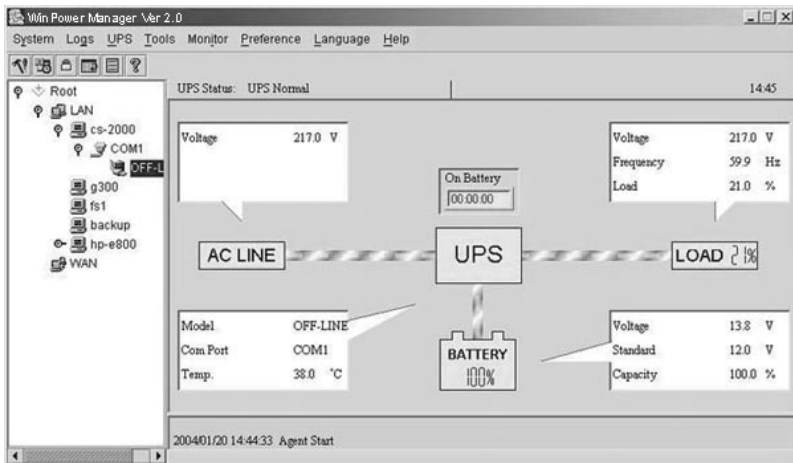 Win Power Manager Ver 2.0
System Logs UPS Tools Monitor Preference Language Help
Root
LAN
cs-2000
COM1
OFF-L
g300
fs1
backup
hp-e800
WAN
UPS Status: UPS Normal 14:45
Voltage 217.0 V
On Battery
00:00:00
Voltage 217.0 V
Frequency 59.9 Hz
Load 21.0 %
AC LINE
UPS
LOAD 21%
Model OFF-LINE
Com Port COM1
Temp. 38.0 °C
BATTERY
100%
Voltage 13.8 V
Standard 12.0 V
Capacity 100.0 %
2004/01/20 14:44:33 Agent Start